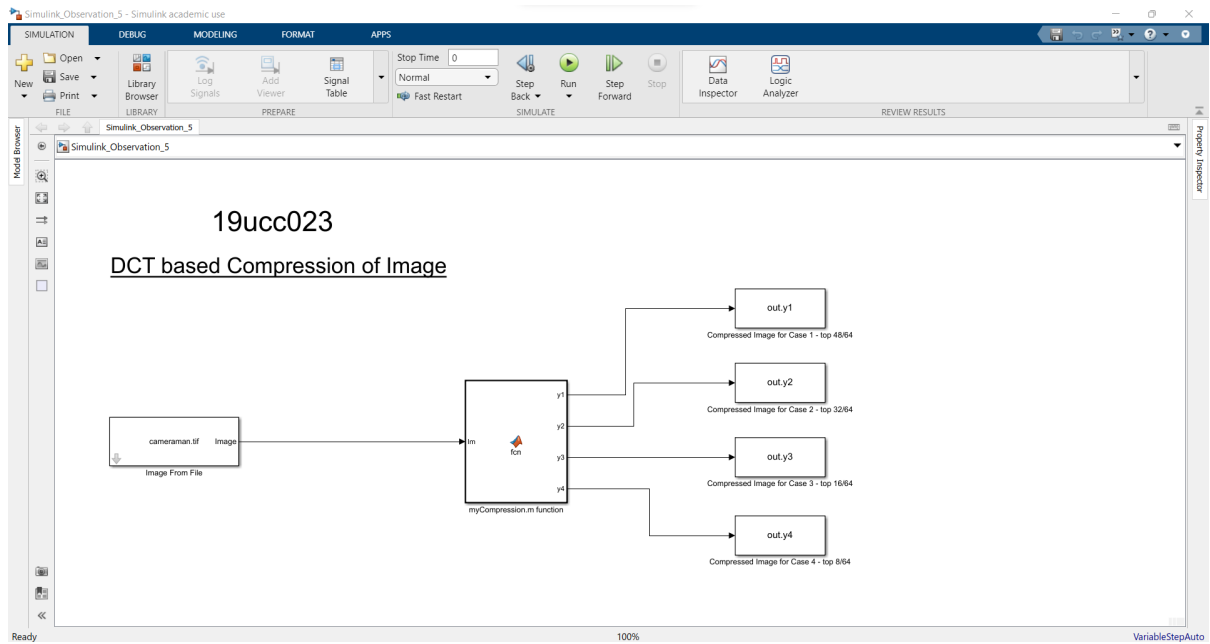 Simulink_Observation_5 - Simulink academic use
SIMULATION DEBUG MODELING FORMAT APPS
New
Open
Save
Print
FILE
Library Browser
LIBRARY
Log Signals
Add Viewer
Signal Table
PREPARE
Stop Time 0
Normal
Fast Restart
Step Back
Run
Step Forward
Stop
SIMULATE
Data Inspector
Logic Analyzer
REVIEW RESULTS
Simulink_Observation_5
Simulink_Observation_5
Model Browser
Property Inspector
19ucc023
DCT based Compression of Image
cameraman.tif Image
Image From File
Im
fcn
y1
y2
y3
y4
myCompression.m function
out.y1
Compressed Image for Case 1 - top 48/64
out.y2
Compressed Image for Case 2 - top 32/64
out.y3
Compressed Image for Case 3 - top 16/64
out.y4
Compressed Image for Case 4 - top 8/64
Ready 100% VariableStepAuto